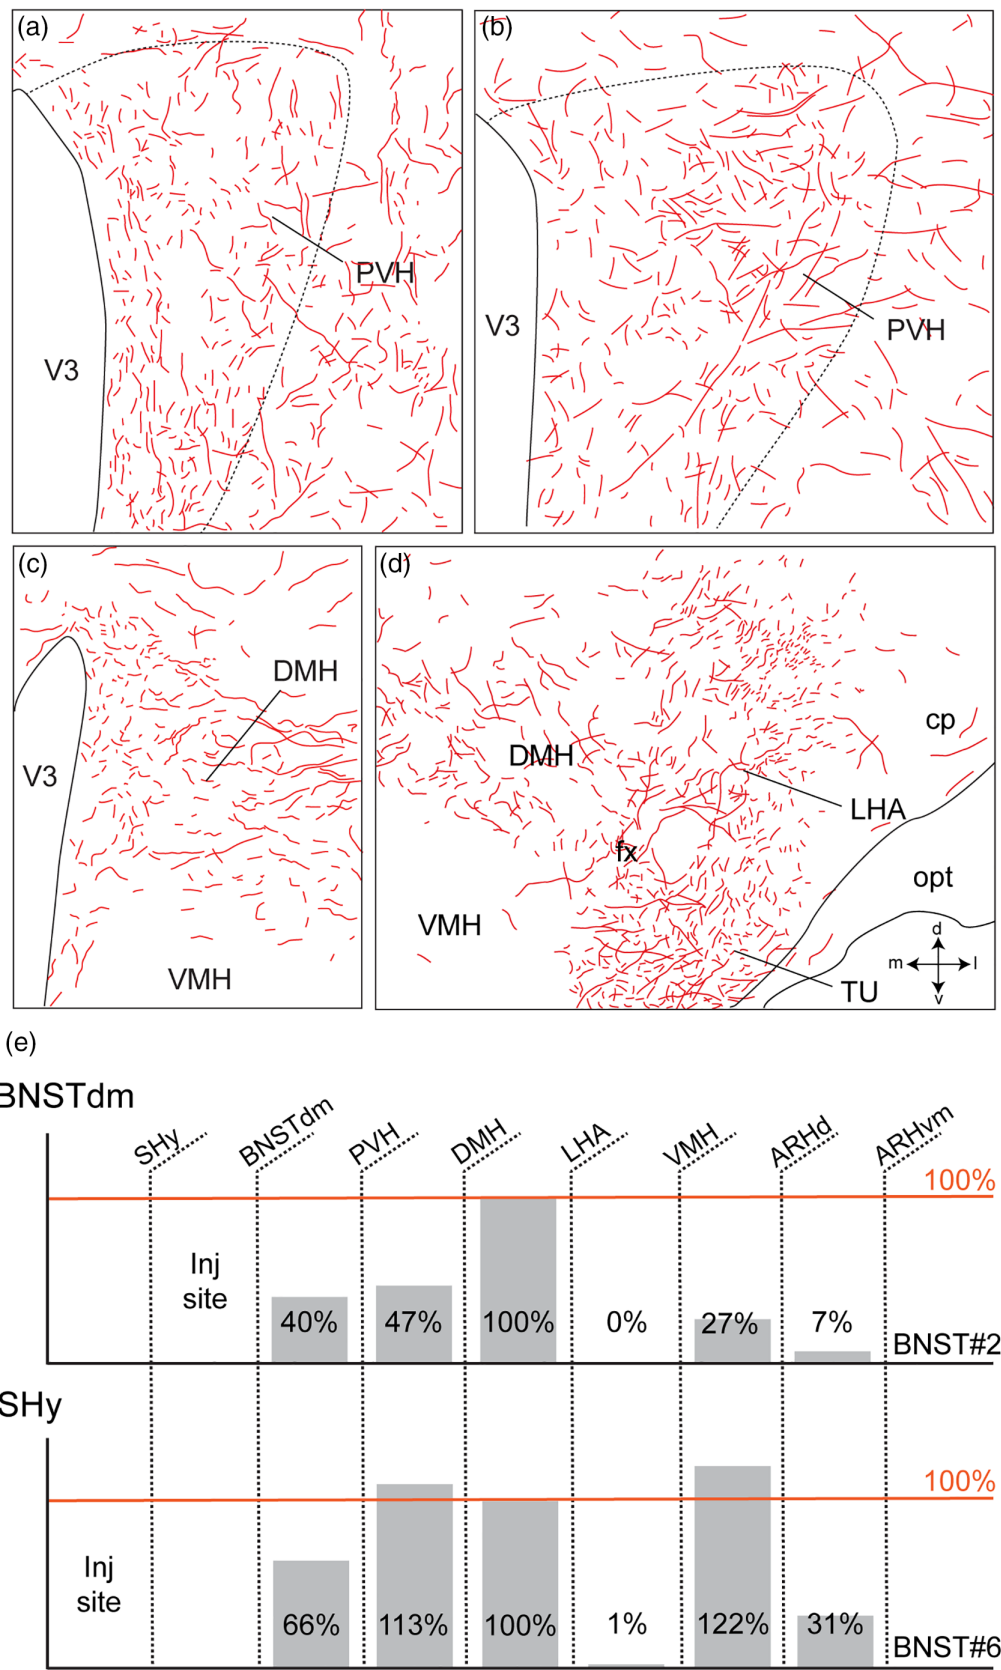 (a)
PVH
V3
(b)
PVH
V3
(c)
DMH
V3
VMH
(d)
DMH
cp
LHA
fx
opt
VMH
d
m
l
v
TU
(e)
BNSTdm
SHy
BNSTdm
PVH
DMH
LHA
VMH
ARHd
ARHvm
100%
Inj
site
40%
47%
100%
0%
27%
7%
BNST#2
SHy
100%
Inj
site
66%
113%
100%
1%
122%
31%
BNST#6